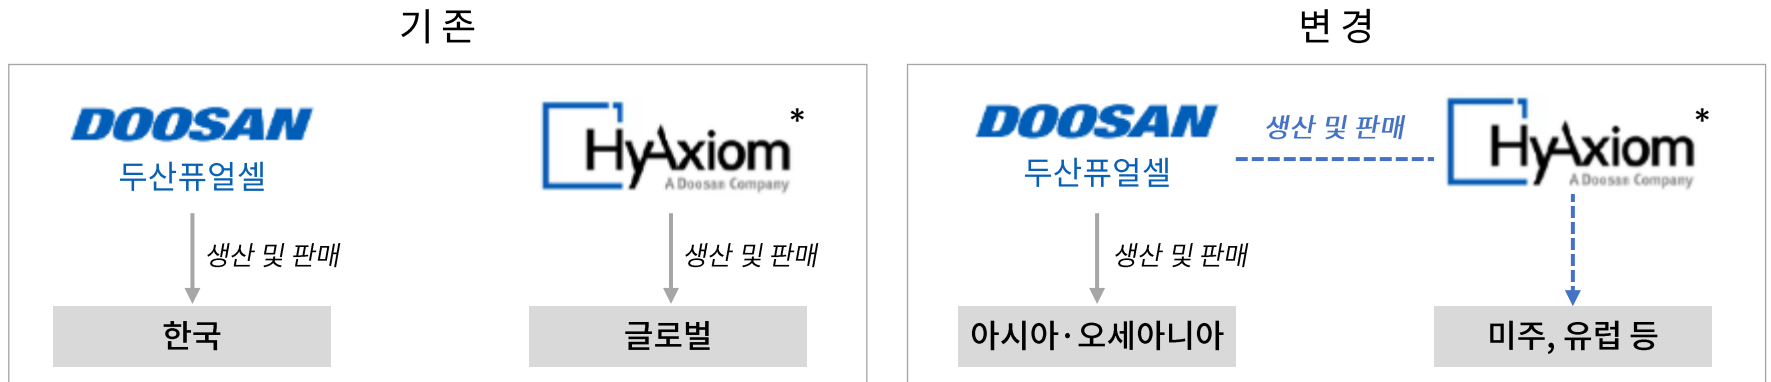 기 존
DOOSAN
두산퓨얼셀
HyAxiom *
A Doosan Company
생산 및 판매
생산 및 판매
한국
글로벌
변 경
DOOSAN
두산퓨얼셀
생산 및 판매
HyAxiom *
A Doosan Company
생산 및 판매
아시아·오세아니아
미주, 유럽 등